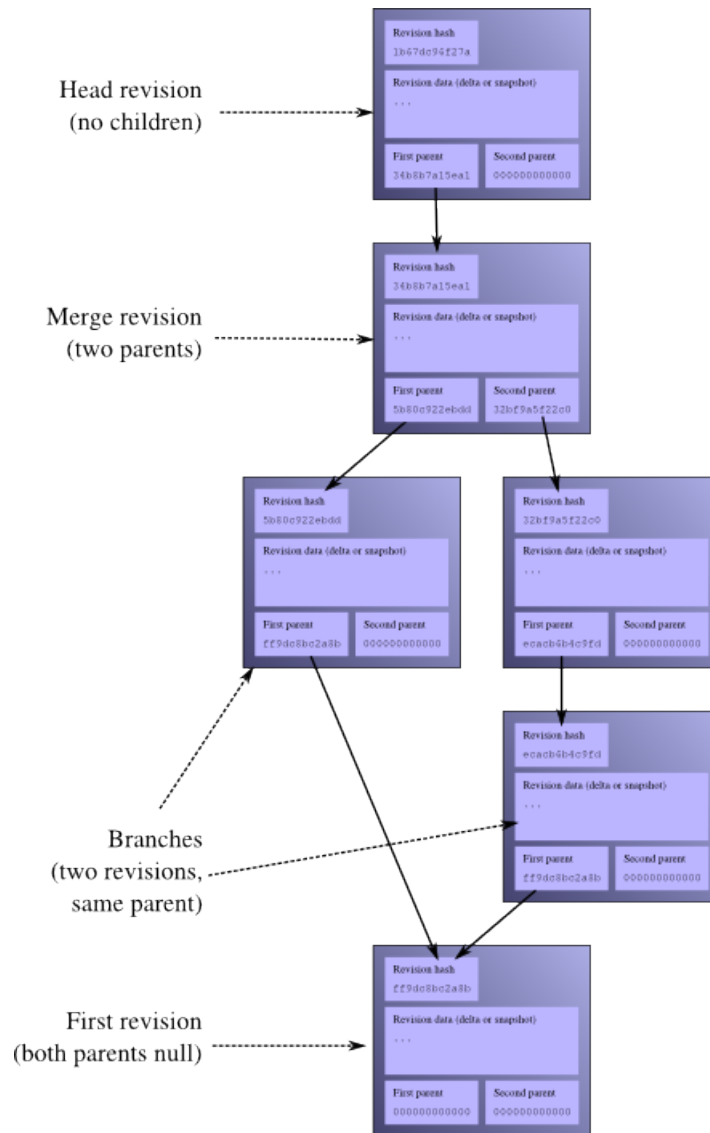 Revision hash
1b67dc96f27a
Head revision
(no children)
Revision data (delta or snapshot)
...
First parent
34b8b7a15ea1
Second parent
000000000000
Revision hash
34b8b7a15ea1
Merge revision
(two parents)
Revision data (delta or snapshot)
...
First parent
5b80c922ebdd
Second parent
32bf9a5f22c0
Revision hash
5b80c922ebdd
Revision data (delta or snapshot)
...
First parent
ff9dc8bc2a8b
Second parent
000000000000
Revision hash
32bf9a5f22c0
Revision data (delta or snapshot)
...
First parent
ecacb6b4c9fd
Second parent
000000000000
Revision hash
ecacb6b4c9fd
Revision data (delta or snapshot)
...
First parent
ff9dc8bc2a8b
Second parent
000000000000
Branches
(two revisions,
same parent)
Revision hash
ff9dc8bc2a8b
First revision
(both parents null)
Revision data (delta or snapshot)
...
First parent
000000000000
Second parent
000000000000